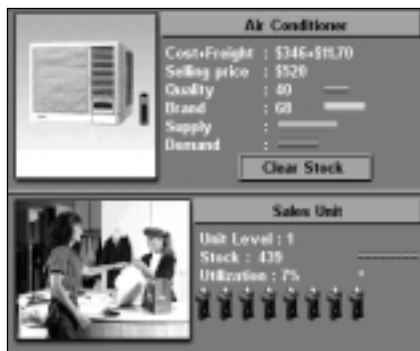 Air Conditioner
Cost+Freight : $346+$11.70
Selling price : $520
Quality : 40
Brand : 68
Supply :
Demand :
Clear Stock
Sales Unit
Unit Level : 1
Stock : 439
Utilization : 7%